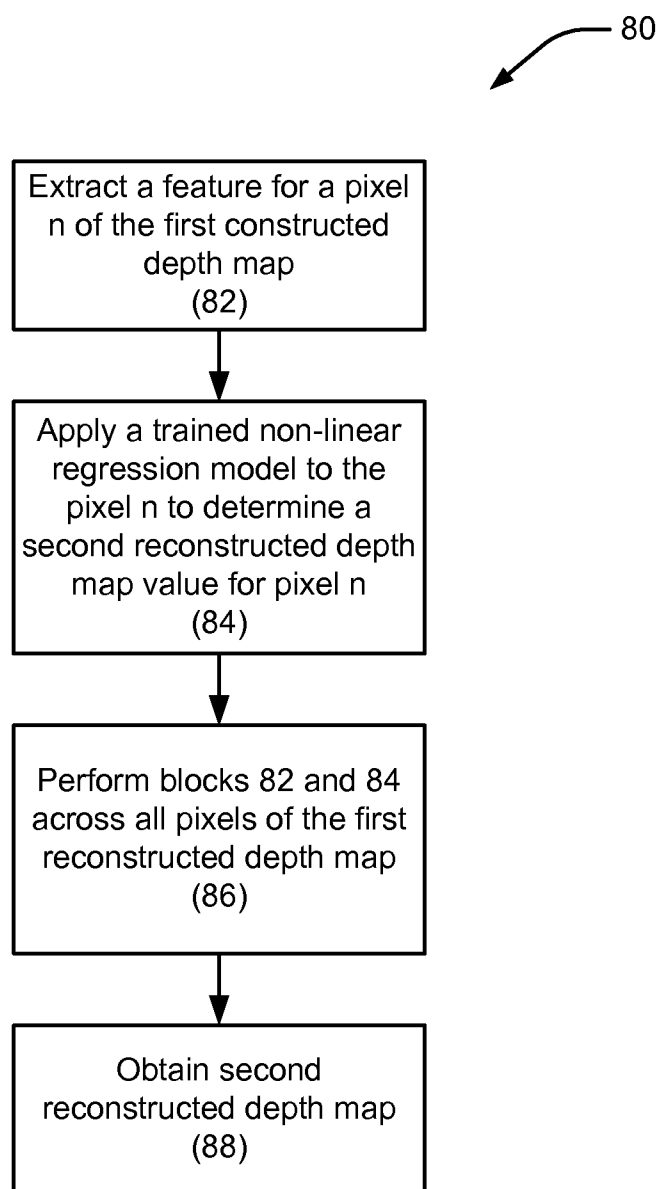 80
Extract a feature for a pixel
n of the first constructed
depth map
(82)
Apply a trained non-linear
regression model to the
pixel n to determine a
second reconstructed depth
map value for pixel n
(84)
Perform blocks 82 and 84
across all pixels of the first
reconstructed depth map
(86)
Obtain second
reconstructed depth map
(88)